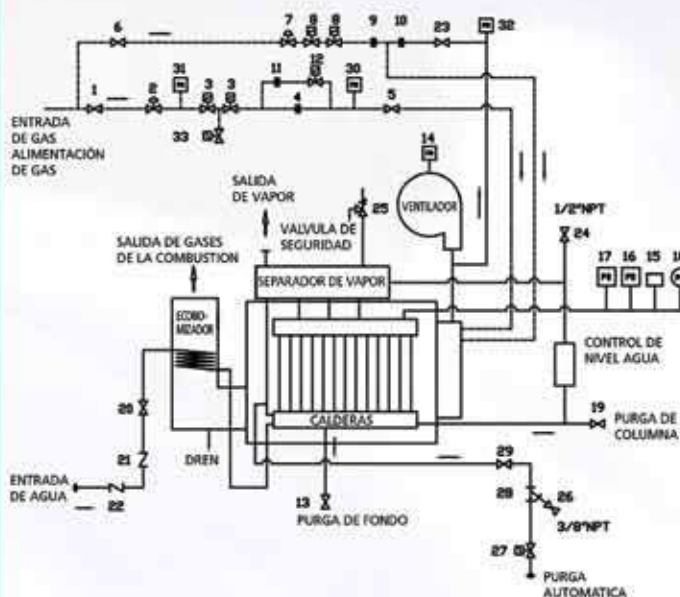 6
7
8
8
9
10
23
32
31
11
12
30
1
2
3
3
4
5
33
ENTRADA
DE GAS
ALIMENTACIÓN
DE GAS
14
VENTILADOR
SALIDA
DE VAPOR
VALVULA DE
SEGURIDAD
25
1/2"NPT
24
SALIDA DE GASES
DE LA COMBUSTION
SEPARADOR DE VAPOR
17
16
15
ECONO-
MIZADOR
CONTROL DE
NIVEL AGUA
20
CALDERAS
19
PURGA DE
COLUMNA
21
DREN
ENTRADA
DE AGUA
22
13
PURGA DE FONDO
29
28
26
3/8"NPT
27
PURGA
AUTOMATICA